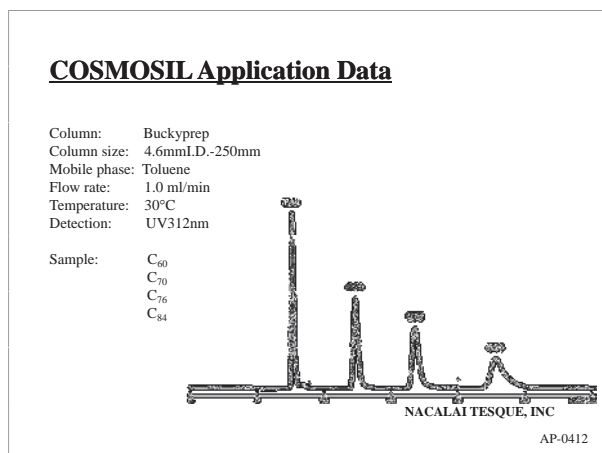 COSMOSIL Application Data
Column: Buckyprep
Column size: 4.6mmI.D.-250mm
Mobile phase: Toluene
Flow rate: 1.0 ml/min
Temperature: 30°C
Detection: UV312nm
Sample: C₆₀
C₇₀
C₇₆
C₈₄
NACALAI TESQUE, INC
AP-0412